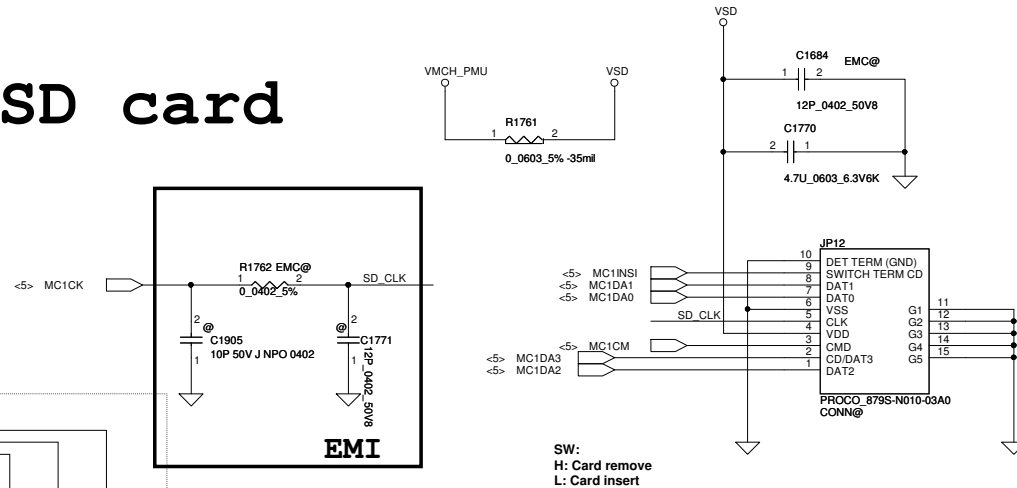 SD card
VMCH_PMU
VSD
R1761
1 2
0_0603_5% -35mil
VSD
C1684
EMC@
1 2
12P_0402_50V8
C1770
2 1
4.7U_0603_6.3V6K
<5> MC1CK
R1762 EMC@
1 2
0_0402_5%
SD_CLK
2
@
C1905
10P 50V J NPO 0402
1
2
@
C1771
12P_0402_50V8
1
EMI
JP12
<5> MC1INSI
<5> MC1DA1
<5> MC1DA0
SD_CLK
<5> MC1CM
<5> MC1DA3
<5> MC1DA2
10 DET TERM (GND)
9 SWITCH TERM CD
8 DAT1
7 DAT0
6 VSS
5 CLK
4 VDD
3 CMD
2 CD/DAT3
1 DAT2
G1 11
G2 12
G3 13
G4 14
G5 15
PROCO_879S-N010-03A0
CONN@
SW:
H: Card remove
L: Card insert